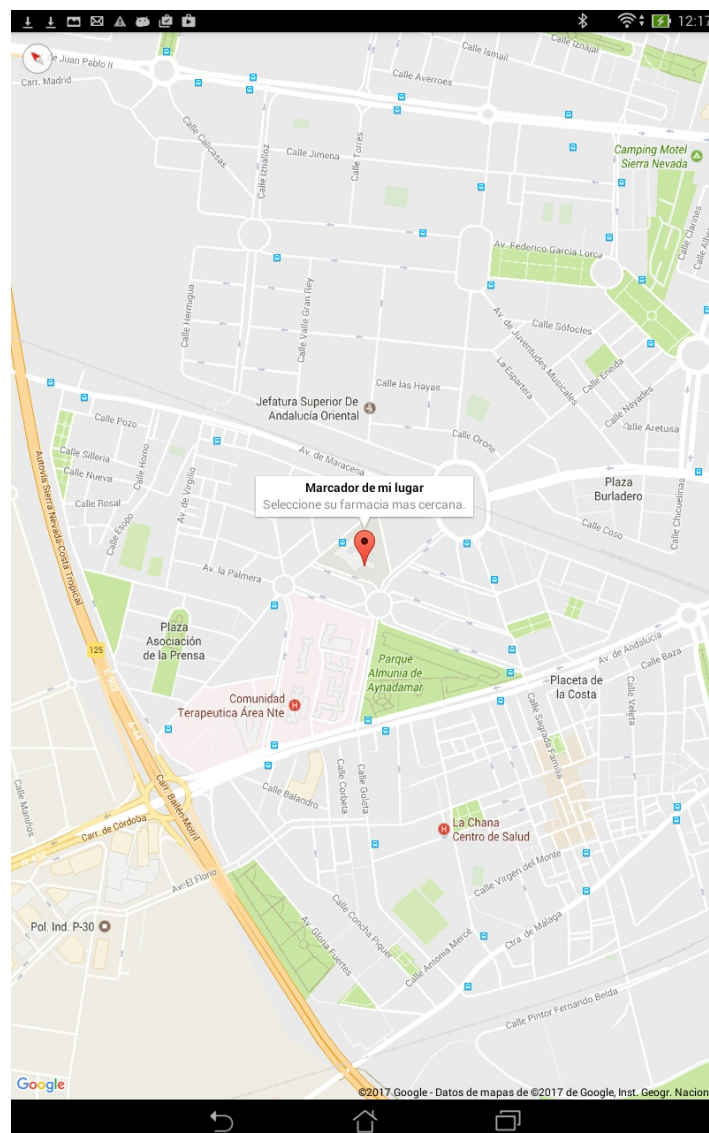 12:17
Calle Ismail
Calle Iznájar
de Juan Pablo II
Carr. Madrid
Calle Averroes
Calle Calicasas
Calle Iznalloz
Calle Jimena
Calle Torres
Camping Motel
Sierra Nevada
Calle Clarines
Av. Federico García Lorca
Calle Hermigua
Calle Valle Gran Rey
Av. de Juventudes Musicales
Calle Sófocles
La Espartera
Calle Eneida
Calle las Hayas
Calle Náyades
Jefatura Superior De
Andalucía Oriental
Calle Pozo
Calle Orone
Calle Aretusa
Calle Silleria
Calle Horno
Av. de Maracena
Calle Nueva
Av. de Virgilio
Marcador de mi lugar
Seleccione su farmacia mas cercana.
Plaza
Burladero
Calle Chicuelinas
Calle Rosal
Calle Esopo
Calle Coso
Autovía Sierra Nevada-Costa Tropical
Av. la Palmera
Plaza
Asociación
de la Prensa
125
Parque
Almunia de
Aynadamar
Av. de Andalucía
Calle Baza
E-902
Comunidad
Terapeutica Área Nte
H
Placeta de
la Costa
Calle Veleta
Calle Sagrada Familia
A-44
Calle Corbeta
Calle Goleta
Carr. Bailén-Motril
Calle Balandro
Calle Maniños
Carr. de Córdoba
H
La Chana
Centro de Salud
Calle Virgen del Monte
Av. El Florio
Pol. Ind. P-30
Calle Concha Piquer
Av. Gloria Fuertes
Calle Antonia Mercé
Ctra. de Málaga
Calle Pintor Fernando Belda
Google
©2017 Google - Datos de mapas de ©2017 de Google, Inst. Geogr. Nacion